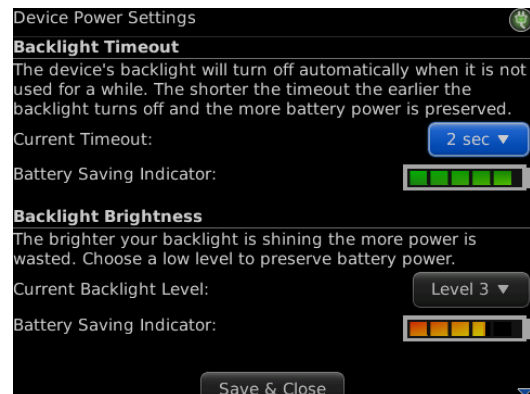 Device Power Settings
Backlight Timeout
The device's backlight will turn off automatically when it is not
used for a while. The shorter the timeout the earlier the
backlight turns off and the more battery power is preserved.
Current Timeout:
2 sec
Battery Saving Indicator:
Backlight Brightness
The brighter your backlight is shining the more power is
wasted. Choose a low level to preserve battery power.
Current Backlight Level:
Level 3
Battery Saving Indicator:
Save & Close